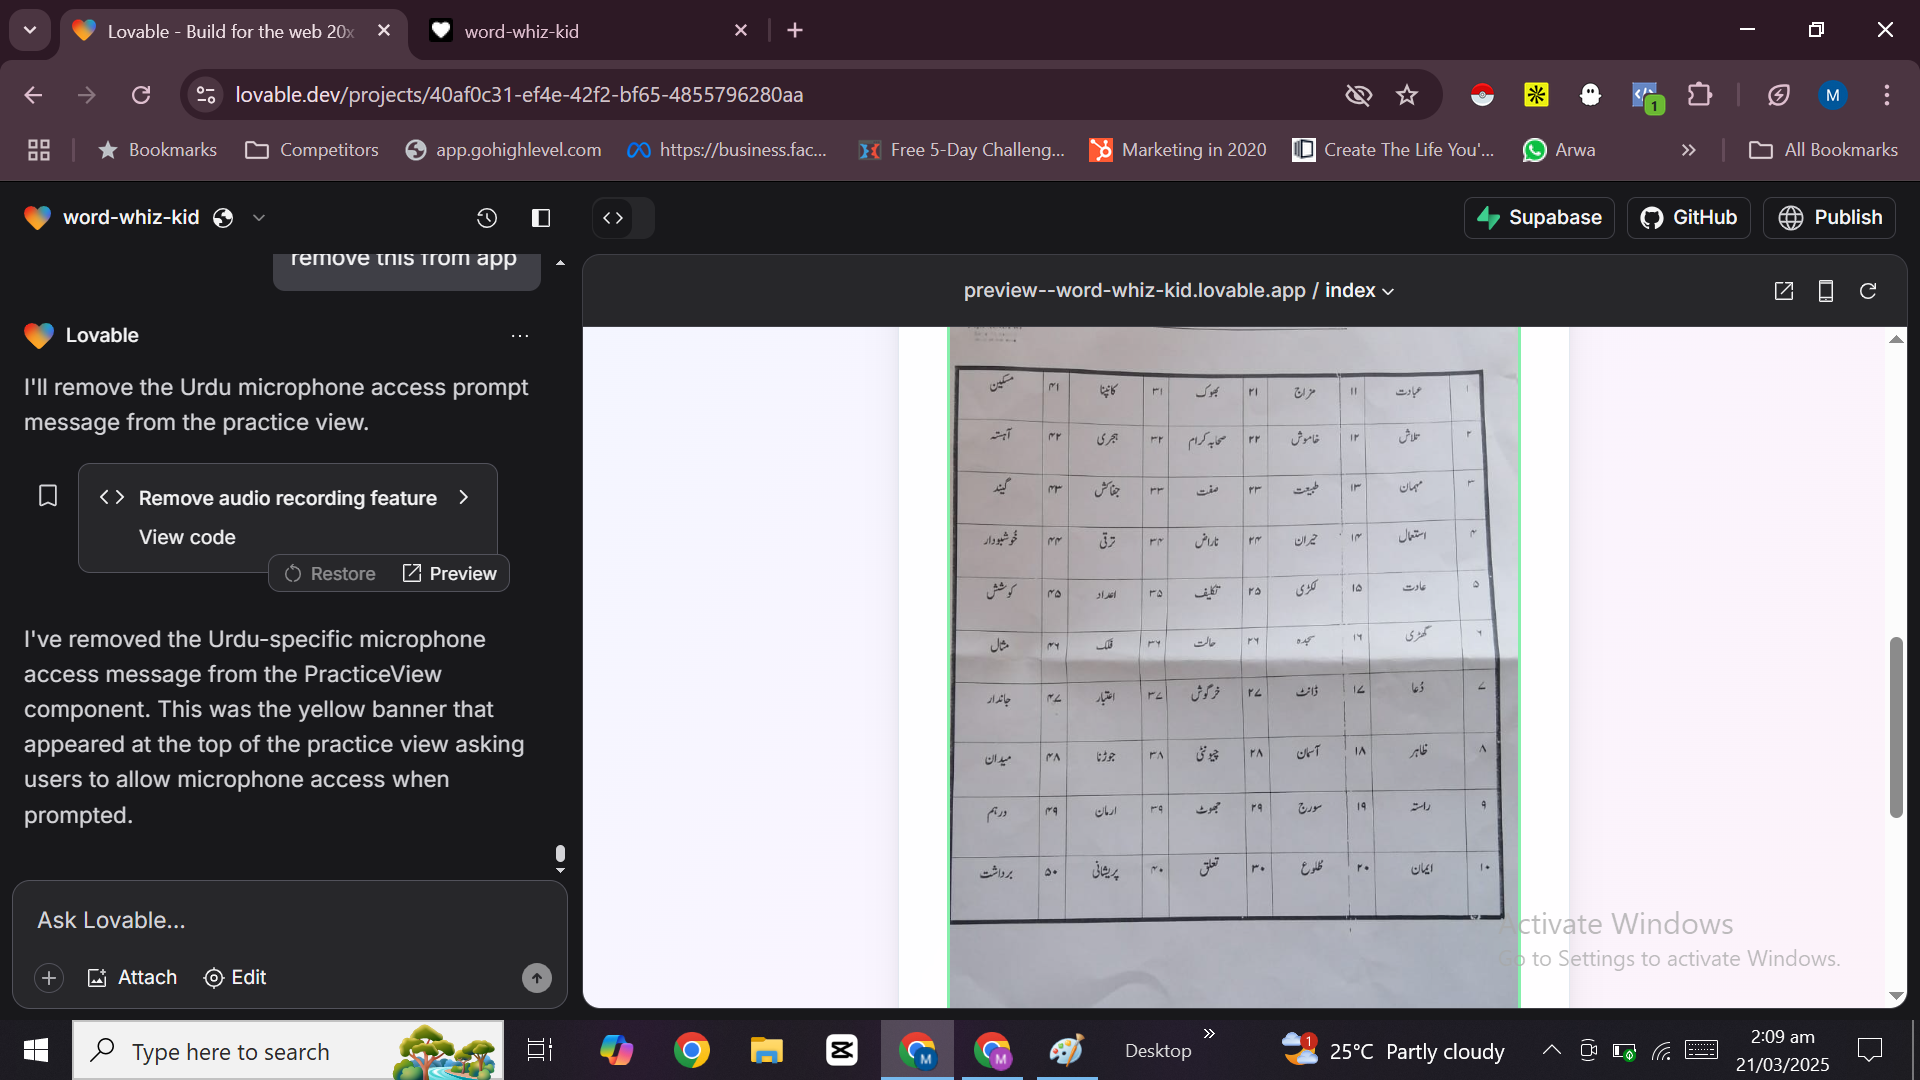 Lovable - Build for the web 20x
word-whiz-kid
lovable.dev/projects/40af0c31-ef4e-42f2-bf65-4855796280aa
1
M
Bookmarks
Competitors
app.gohighlevel.com
https://business.fac...
Free 5-Day Challeng...
Marketing in 2020
Create The Life You'...
Arwa
All Bookmarks
word-whiz-kid
Supabase
GitHub
Publish
remove this from app
preview--word-whiz-kid.lovable.app / index
Lovable
I'll remove the Urdu microphone access prompt
message from the practice view.
Remove audio recording feature
View code
Restore
Preview
I've removed the Urdu-specific microphone
access message from the PracticeView
component. This was the yellow banner that
appeared at the top of the practice view asking
users to allow microphone access when
prompted.
Ask Lovable...
Attach
Edit
۱ عبادت ۱۱ مزاج ۲۱ بھوک ۳۱ کانپنا ۴۱ مسکین
۲ تلاش ۱۲ خاموش ۲۲ صحابہ کرام ۳۲ ہجری ۴۲ آہستہ
۳ مہمان ۱۳ طبیعت ۲۳ صفت ۳۳ جفاکش ۴۳ گیند
۴ استعمال ۱۴ حیران ۲۴ ناراض ۳۴ ترقی ۴۴ خوشبودار
۵ عادت ۱۵ لکڑی ۲۵ تکلیف ۳۵ اعداد ۴۵ کوشش
۶ گھڑی ۱۶ سجدہ ۲۶ حالت ۳۶ فلک ۴۶ مثال
۷ دُعا ۱۷ ڈانٹ ۲۷ خرگوش ۳۷ اعتبار ۴۷ جاندار
۸ ظاہر ۱۸ آسمان ۲۸ چیونٹی ۳۸ جوڑنا ۴۸ میدان
۹ راستہ ۱۹ سورج ۲۹ جھوٹ ۳۹ ارمان ۴۹ درہم
۱۰ ایمان ۲۰ طلوع ۳۰ تعلق ۴۰ پریشانی ۵۰ برداشت
Activate Windows
Go to Settings to activate Windows.
Type here to search
M
M
Desktop
1
25°C Partly cloudy
2:09 am
21/03/2025